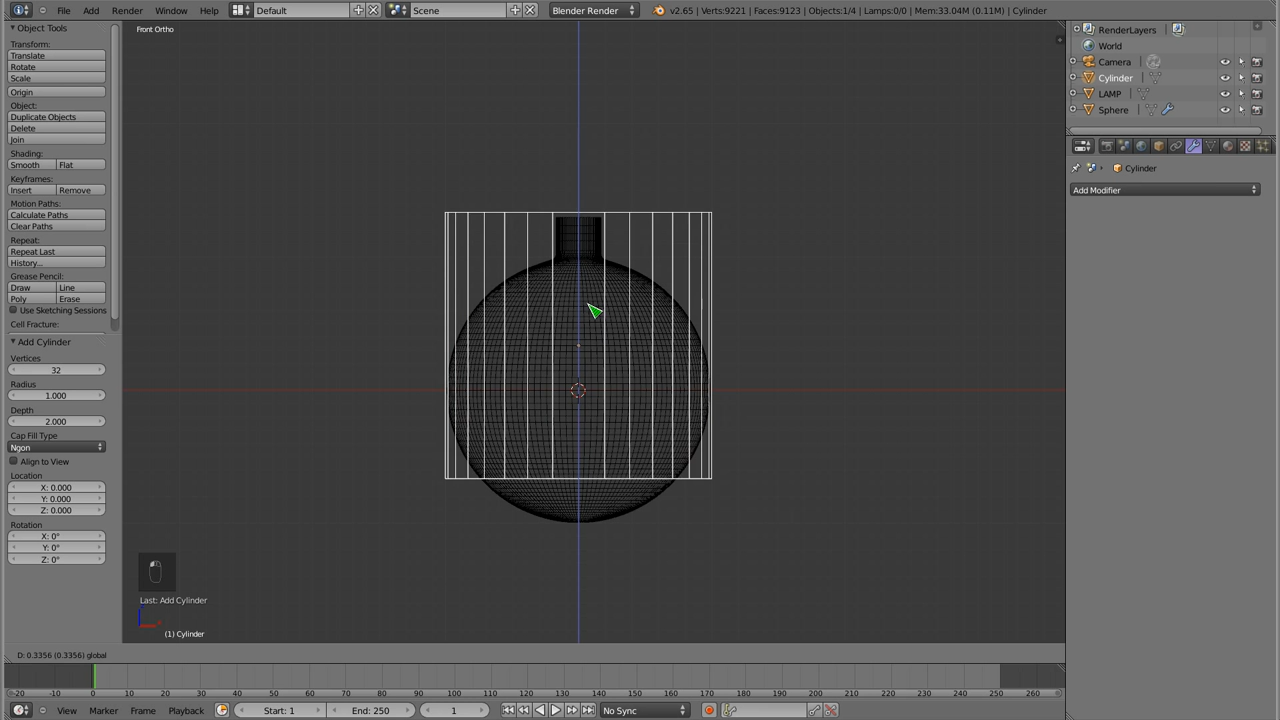 File Add Render Window Help Default Scene Blender Render v2.65 | Verts:9221 | Faces:9123 | Objects:1/4 | Lamps:0/0 | Mem:33.04M (0.11M) | Cylinder
Object Tools
Transform:
Translate
Rotate
Scale
Origin
Object:
Duplicate Objects
Delete
Join
Shading:
Smooth Flat
Keyframes:
Insert Remove
Motion Paths:
Calculate Paths
Clear Paths
Repeat:
Repeat Last
History...
Grease Pencil:
Draw Line
Poly Erase
Use Sketching Sessions
Cell Fracture:
Add Cylinder
Vertices
32
Radius
1.000
Depth
2.000
Cap Fill Type
Ngon
Align to View
Location
X: 0.000
Y: 0.000
Z: 0.000
Rotation
X: 0°
Y: 0°
Z: 0°
Front Ortho
Last: Add Cylinder
(1) Cylinder
RenderLayers
World
Camera
Cylinder
LAMP
Sphere
Cylinder
Add Modifier
D: 0.3356 (0.3356) global
-20 -10 0 10 20 30 40 50 60 70 80 90 100 110 120 130 140 150 160 170 180 190 200 210 220 230 240 250 260
View Marker Frame Playback Start: 1 End: 250 1 No Sync